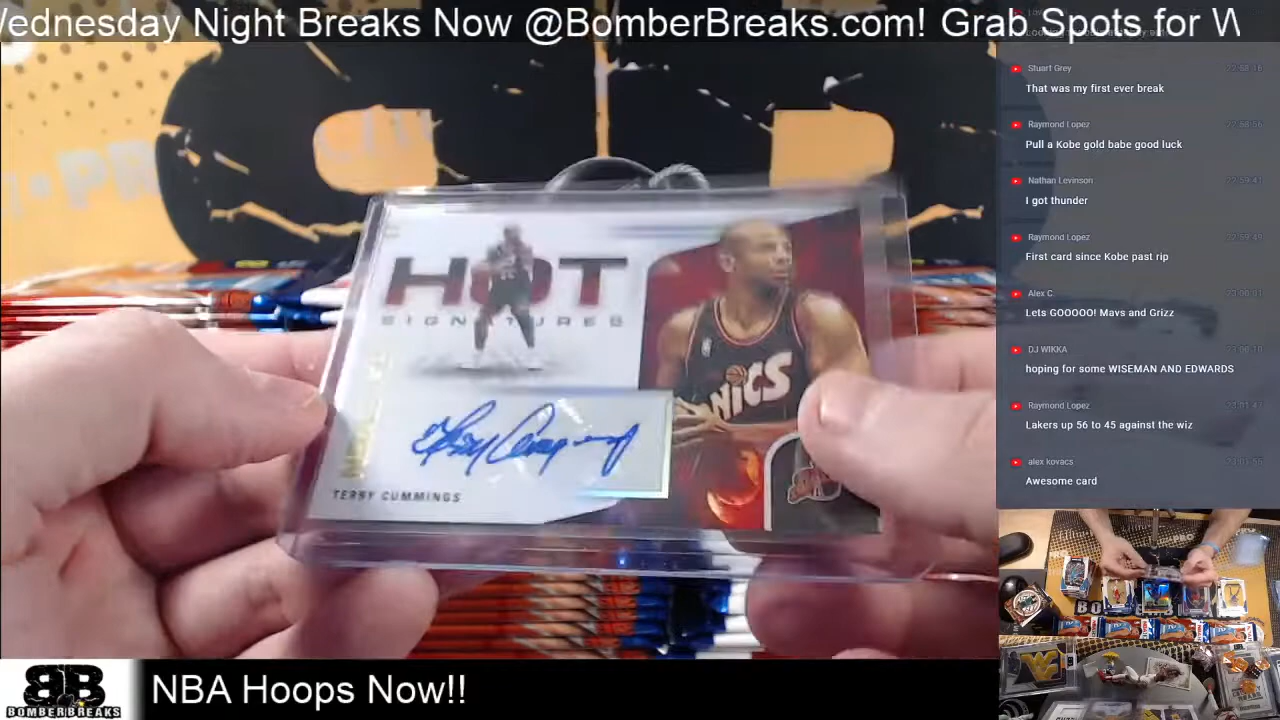 Wednesday Night Breaks Now @BomberBreaks.com! Grab Spots for W
HOT
SIGNATURES
SONICS
TERRY CUMMINGS
Stuart Grey
That was my first ever break
Raymond Lopez
Pull a Kobe gold babe good luck
Nathan Levinson
I got thunder
Raymond Lopez
First card since Kobe past rip
Alex C.
Lets GOOOOO! Mavs and Grizz
DJ WIKKA
hoping for some WISEMAN AND EDWARDS
Raymond Lopez
Lakers up 56 to 45 against the wiz
alex kovacs
Awesome card
BB
BOMBERBREAKS
NBA Hoops Now!!